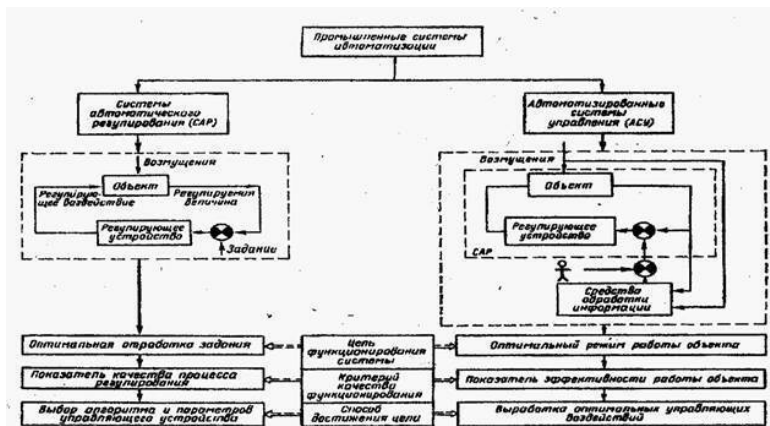 Промышленные системы
автоматизации
Системы
автоматического
регулирования (САР)
Автоматизированные
системы
управления (АСУ)
Возмущения
Объект
Регулирую-
щее воздействие
Регулируемая
величина
Регулирующее
устройство
Задание
Возмущения
Объект
Регулирующее
устройство
САР
Средства
обработки
информации
Оптимальная отработка задания
Цель
функционирования
системы
Оптимальный режим работы объекта
Показатель качества процесса
регулирования
Критерий
качества
функционирования
Показатель эффективности работы объекта
Выбор алгоритма и параметров
управляющего устройства
Способ
достижения цели
Выработка оптимальных управляющих
воздействий